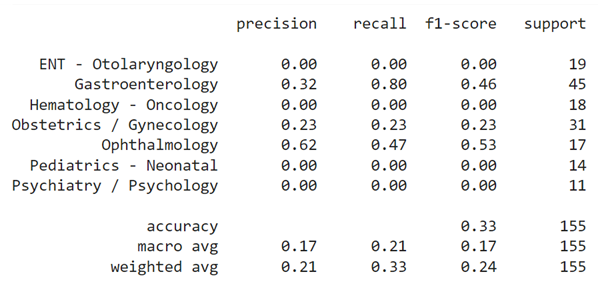 precision recall f1-score support
ENT - Otolaryngology 0.00 0.00 0.00 19
Gastroenterology 0.32 0.80 0.46 45
Hematology - Oncology 0.00 0.00 0.00 18
Obstetrics / Gynecology 0.23 0.23 0.23 31
Ophthalmology 0.62 0.47 0.53 17
Pediatrics - Neonatal 0.00 0.00 0.00 14
Psychiatry / Psychology 0.00 0.00 0.00 11
accuracy 0.33 155
macro avg 0.17 0.21 0.17 155
weighted avg 0.21 0.33 0.24 155